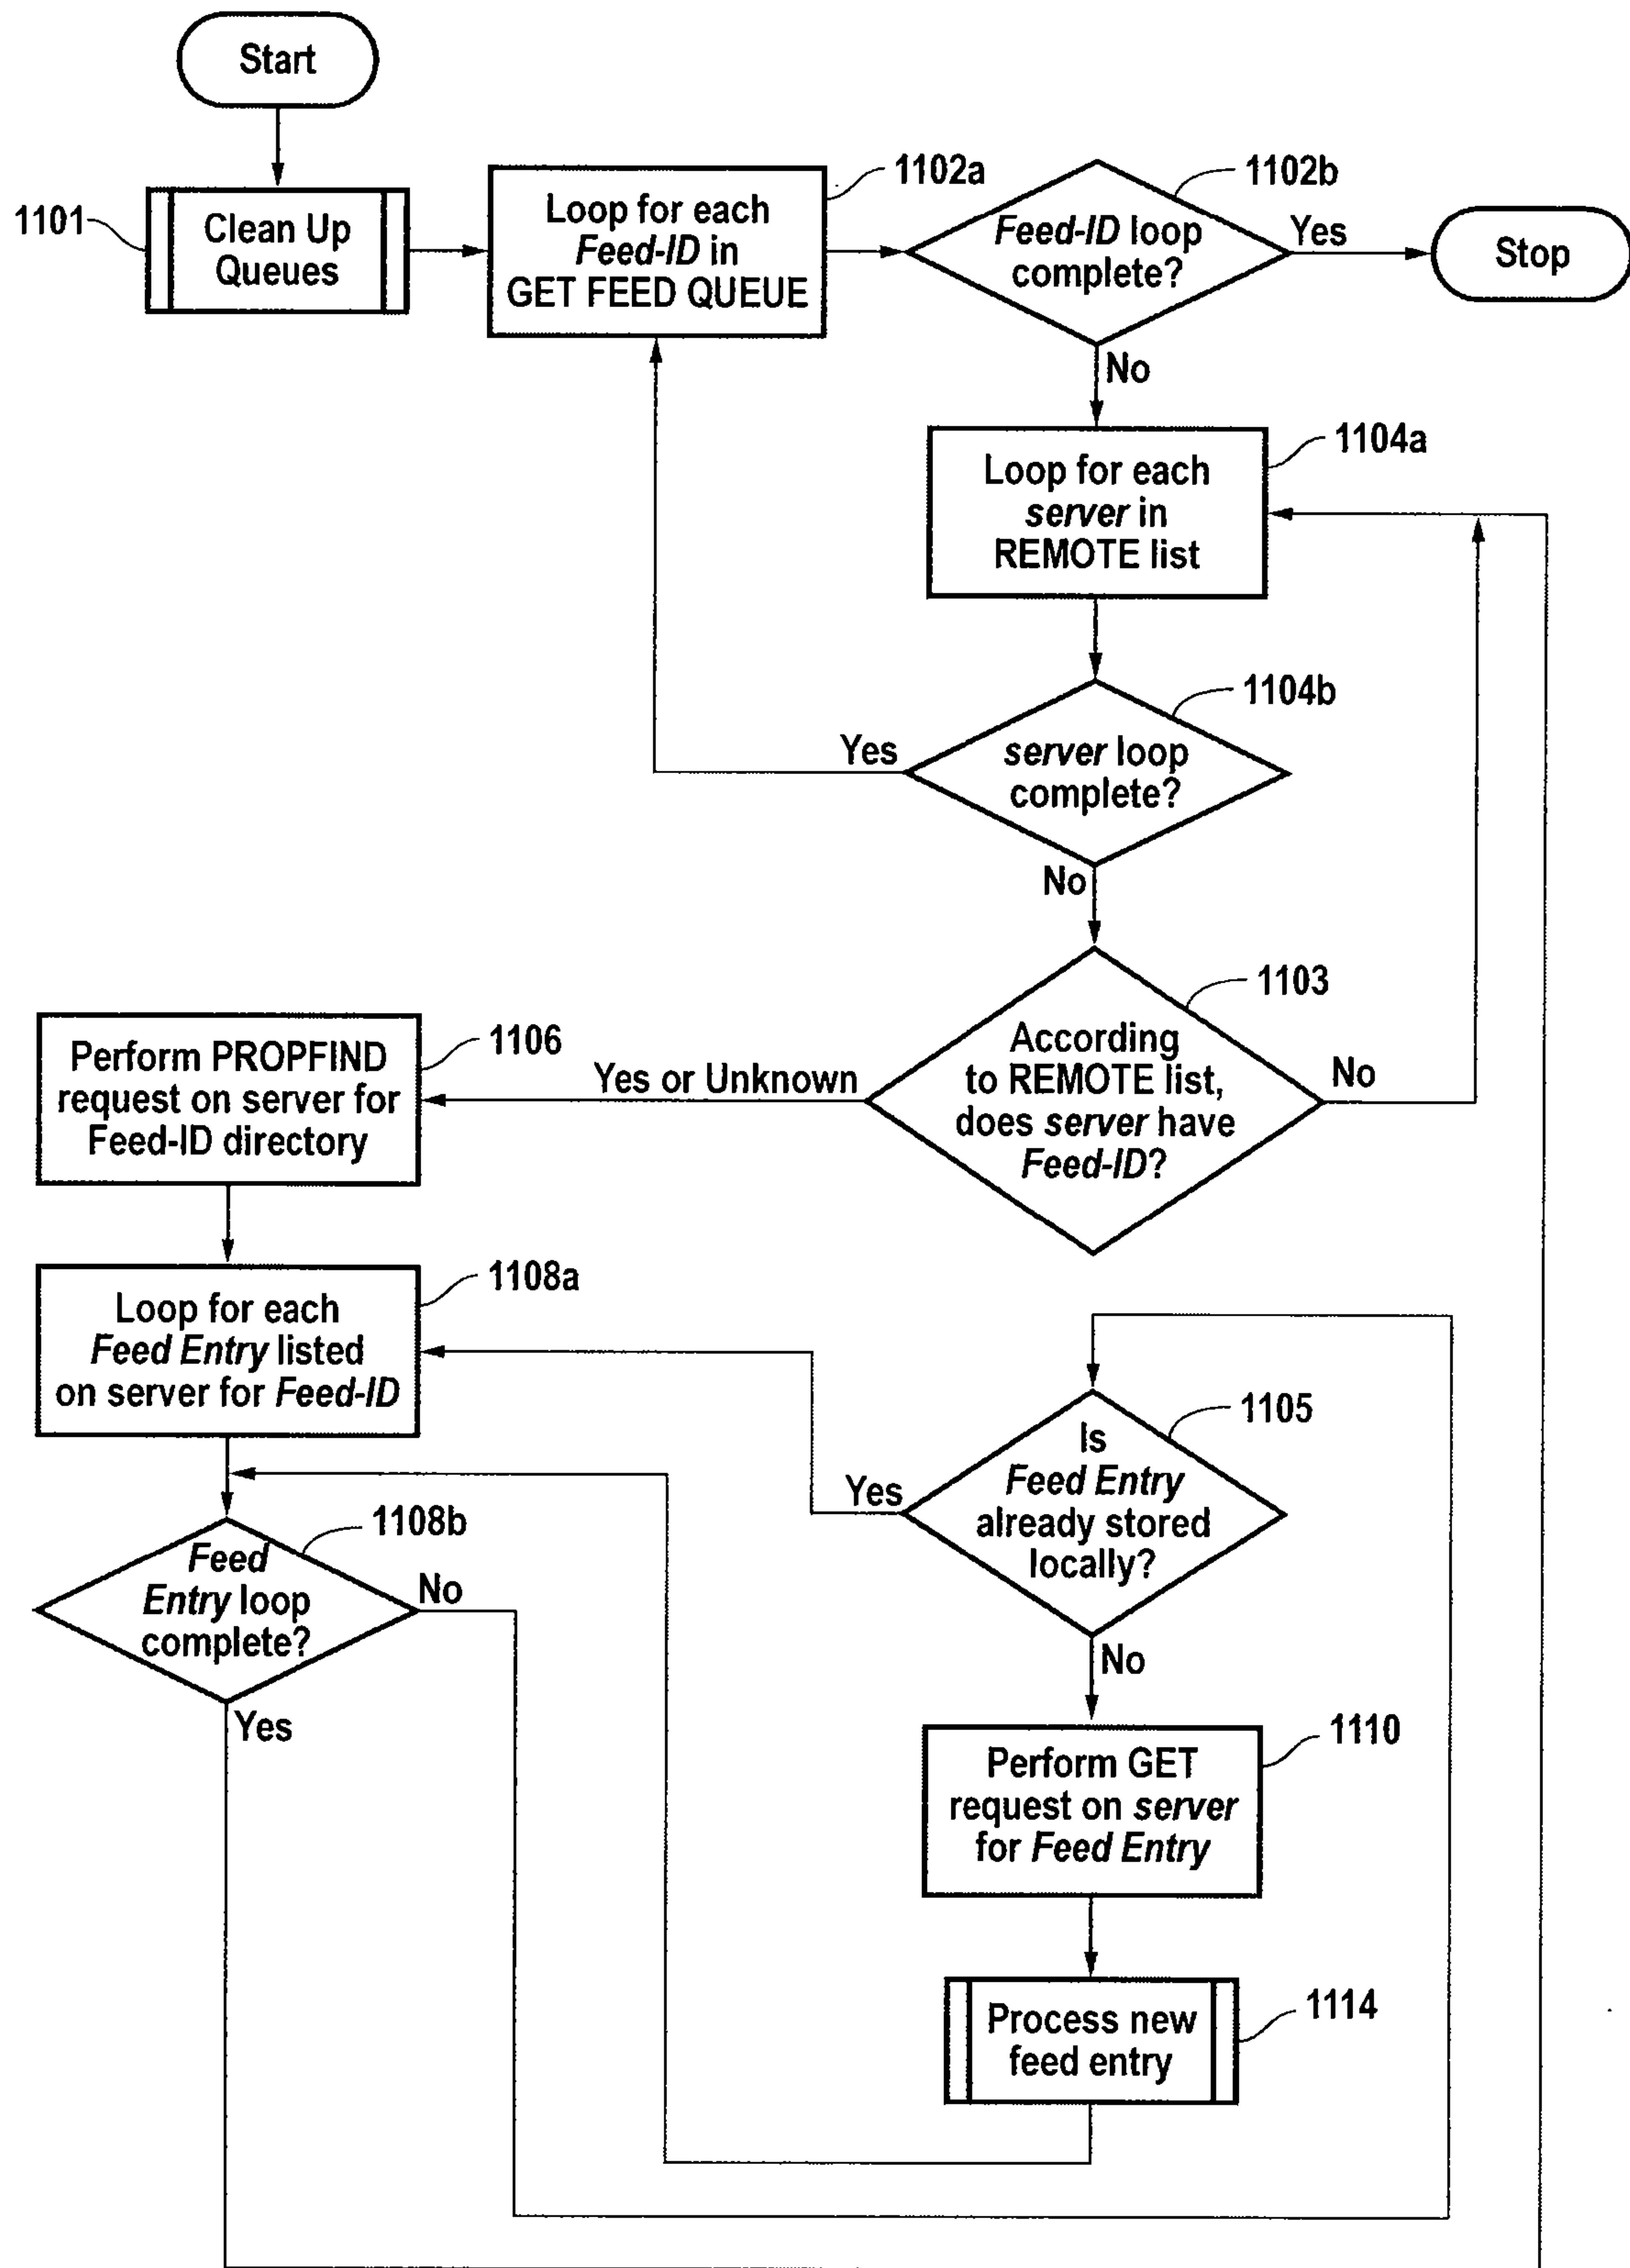 Start
1101
Clean Up
Queues
1102a
Loop for each
Feed-ID in
GET FEED QUEUE
1102b
Feed-ID loop
complete?
Yes
Stop
No
1104a
Loop for each
server in
REMOTE list
1104b
server loop
complete?
Yes
No
1103
According
to REMOTE list,
does server have
Feed-ID?
No
Yes or Unknown
1106
Perform PROPFIND
request on server for
Feed-ID directory
1108a
Loop for each
Feed Entry listed
on server for Feed-ID
1108b
Feed
Entry loop
complete?
No
Yes
1105
Is
Feed Entry
already stored
locally?
Yes
No
1110
Perform GET
request on server
for Feed Entry
1114
Process new
feed entry